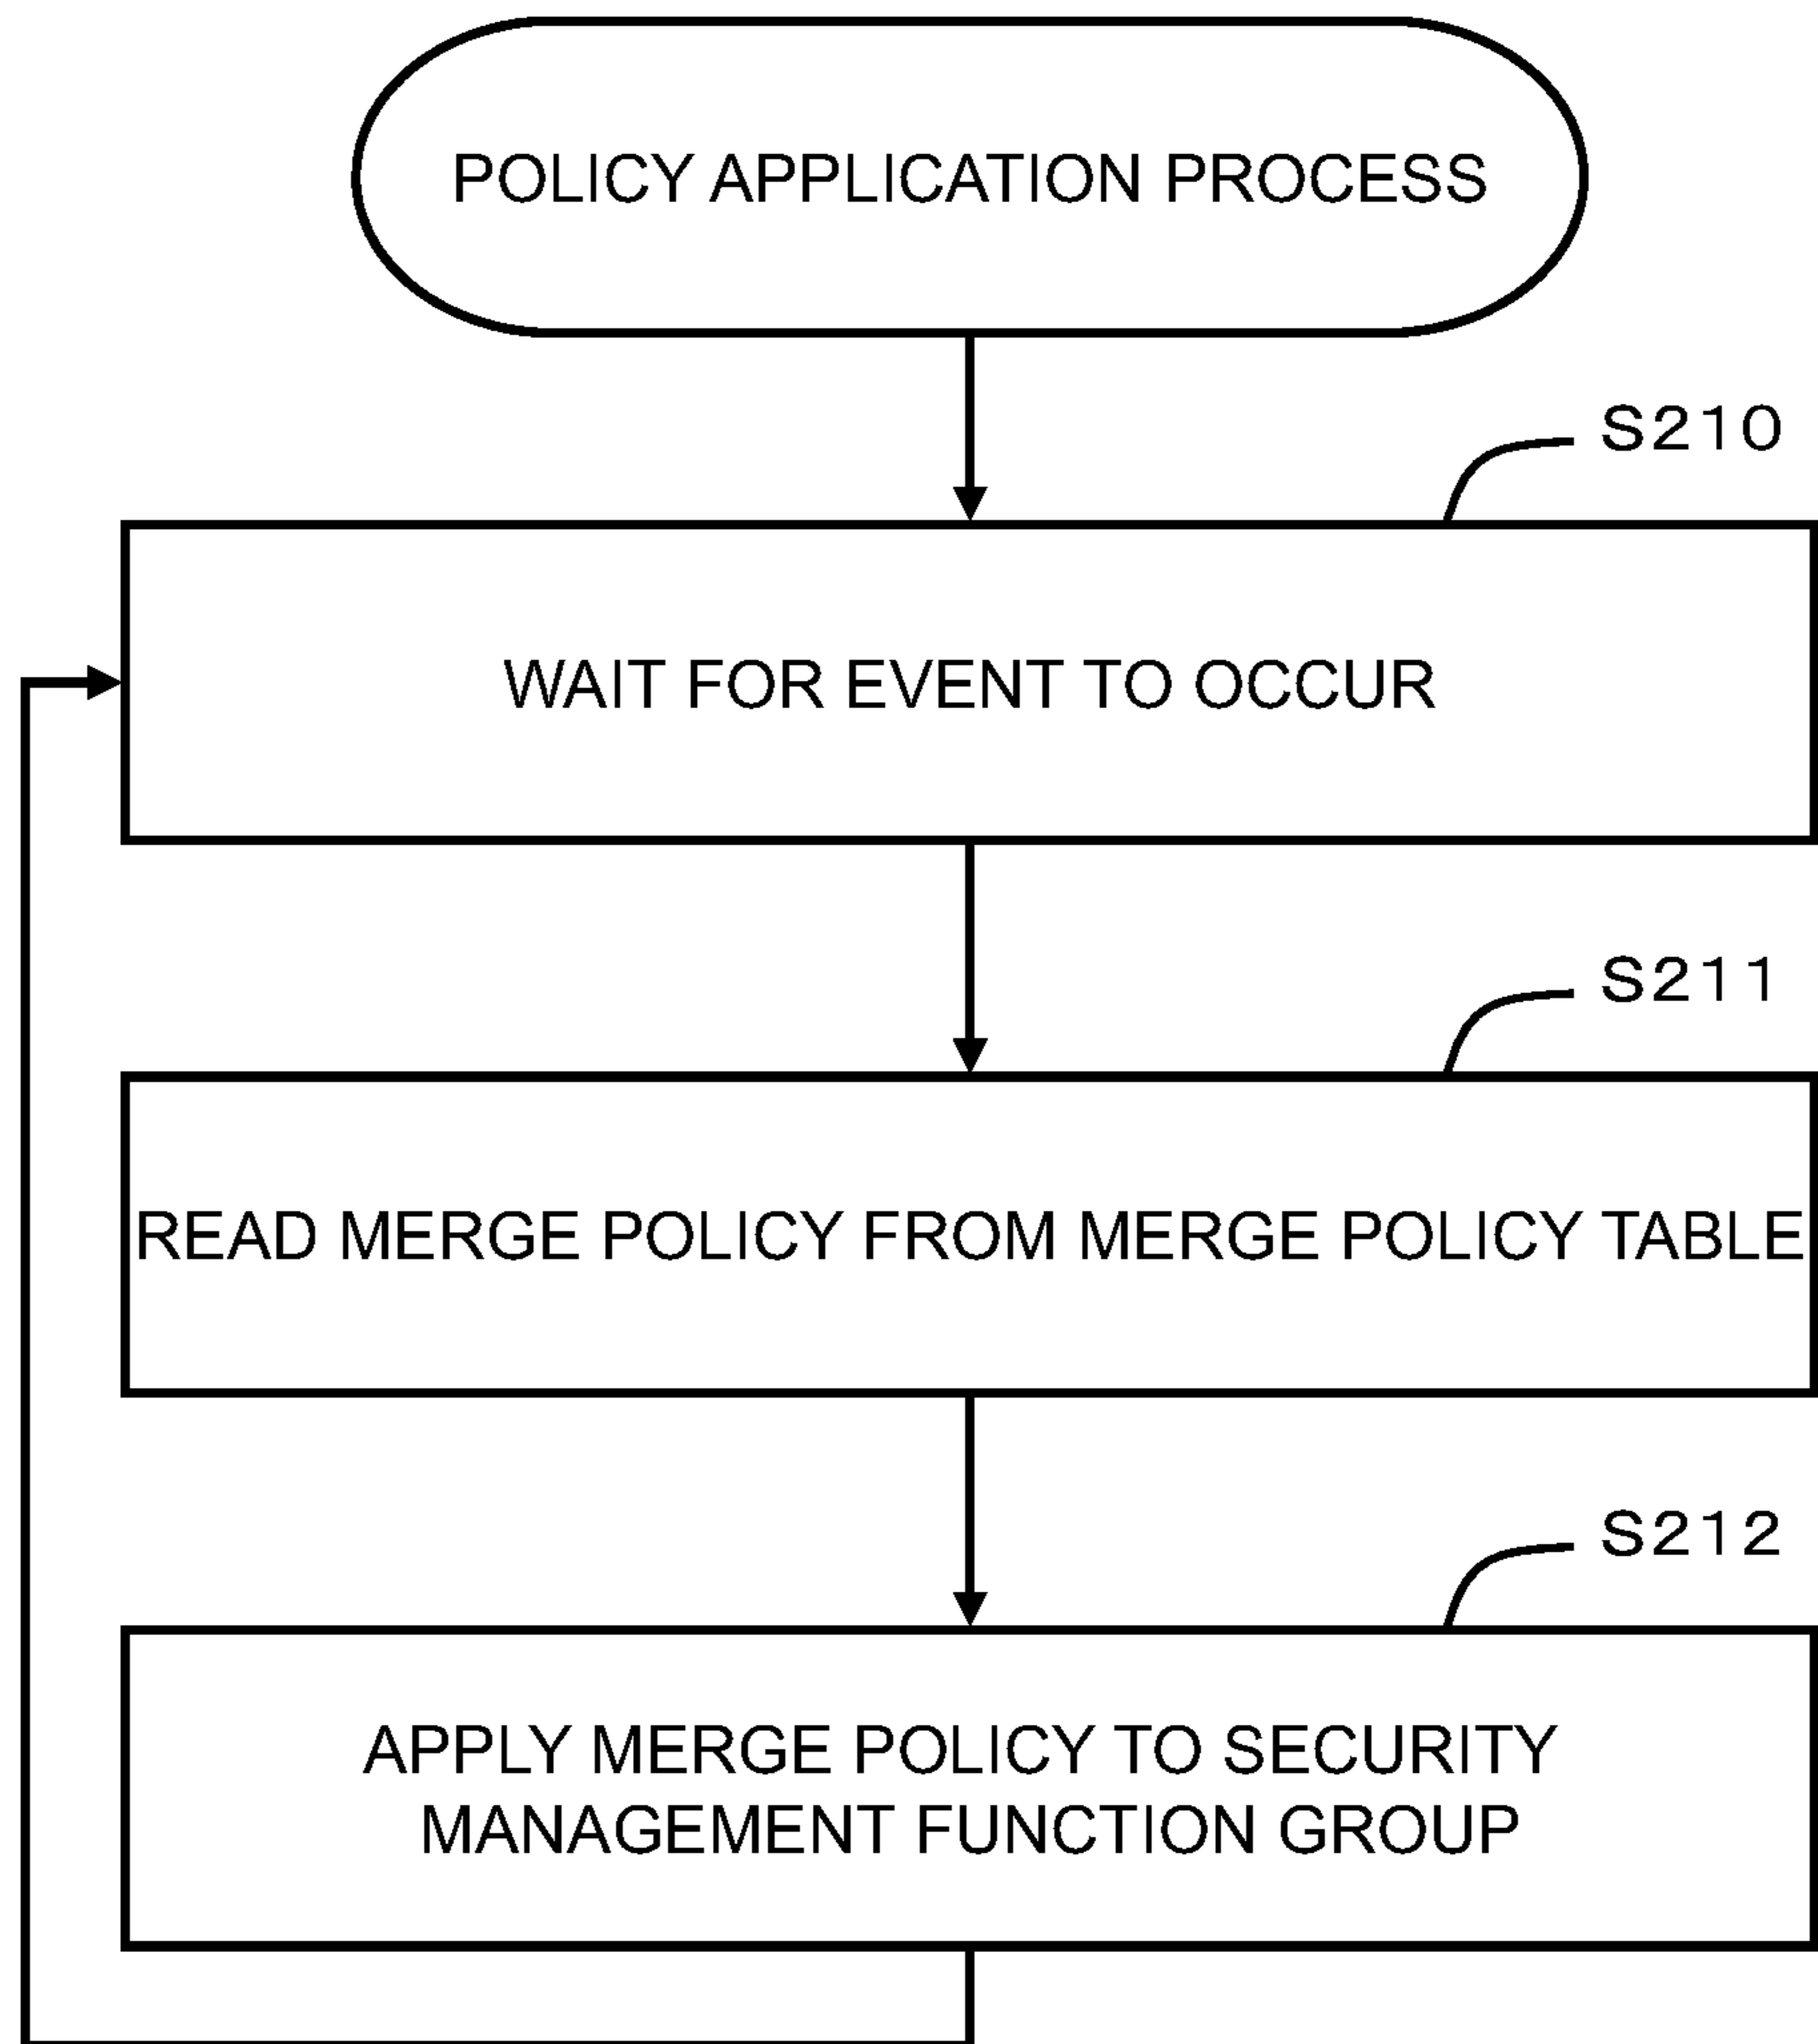 POLICY APPLICATION PROCESS
S210
WAIT FOR EVENT TO OCCUR
S211
READ MERGE POLICY FROM MERGE POLICY TABLE
S212
APPLY MERGE POLICY TO SECURITY
MANAGEMENT FUNCTION GROUP